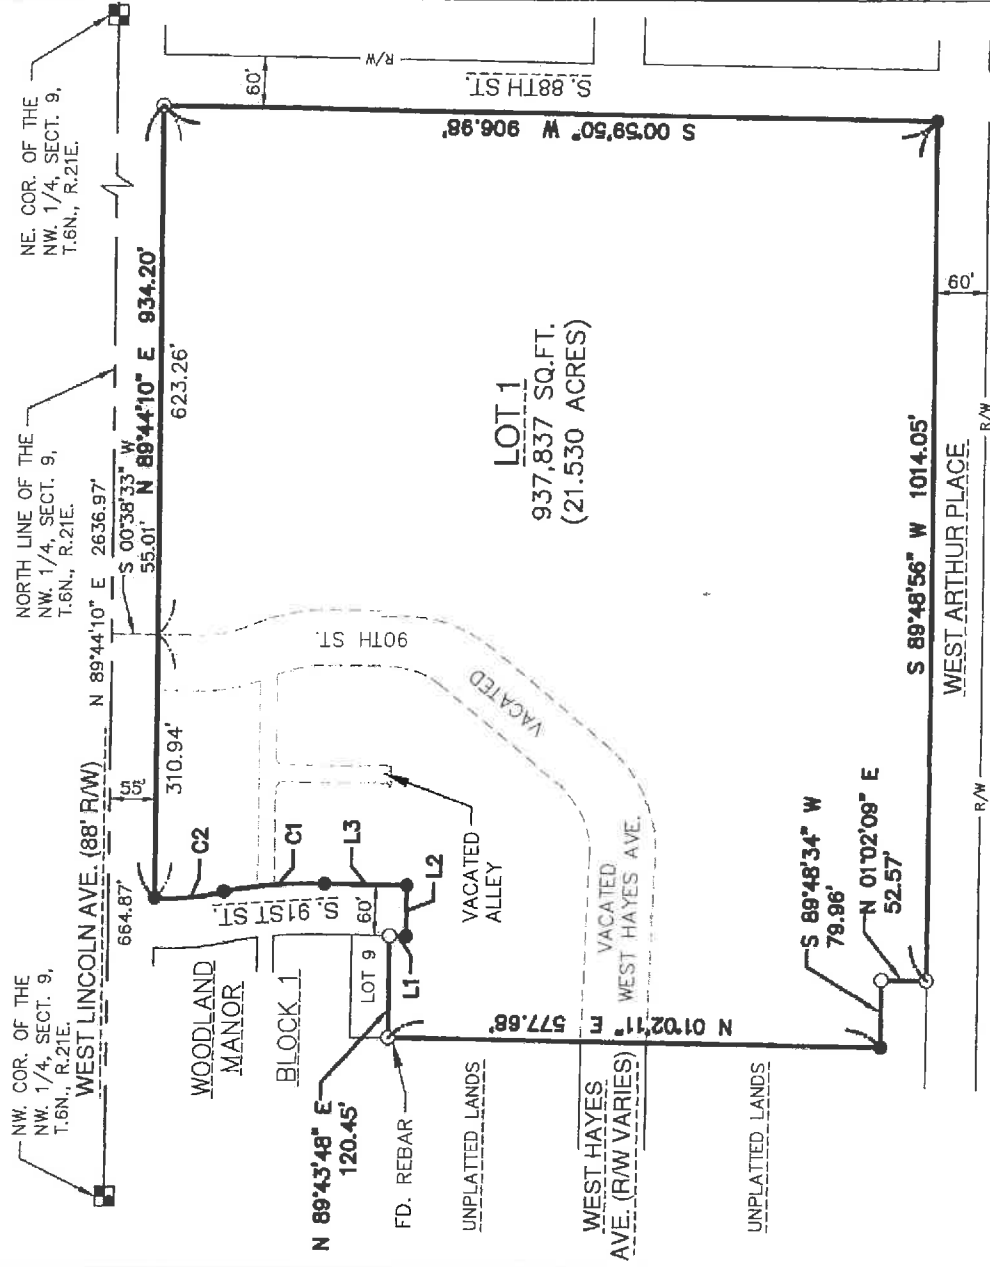 NW. COR. OF THE
NW. 1/4, SECT. 9,
T.6N., R.21E.
NORTH LINE OF THE
NW. 1/4, SECT. 9,
T.6N., R.21E.
NE. COR. OF THE
NW. 1/4, SECT. 9,
T.6N., R.21E.
WEST LINCOLN AVE. (88' R/W)
N 89°44'10" E 2636.97'
664.87'
55'
S 00°38'33" W
55.01'
N 89°44'10" E 934.20'
310.94'
623.26'
60'
R/W
S. 88TH ST.
S 00°59'50" W 906.98'
C2
C1
L3
L2
L1
S. 91ST ST.
60'
WOODLAND
MANOR
BLOCK 1
LOT 9
90TH ST.
VACATED
VACATED
ALLEY
LOT 1
937,837 SQ.FT.
(21.530 ACRES)
N 89°43'48" E
120.45'
FD. REBAR
UNPLATTED LANDS
N 01°02'11" E 577.68'
VACATED
WEST HAYES AVE.
WEST HAYES
AVE. (R/W VARIES)
UNPLATTED LANDS
S 89°48'34" W
79.96'
N 01°02'09" E
52.57'
S 89°48'56" W 1014.05'
WEST ARTHUR PLACE
60'
R/W
R/W